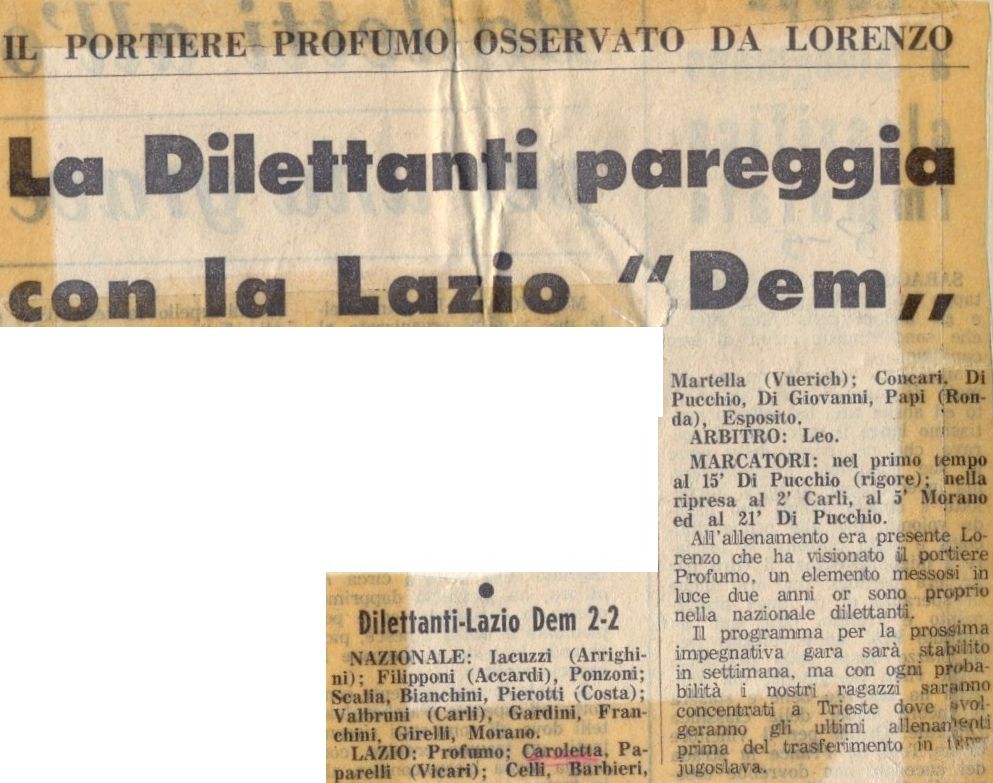 IL PORTIERE PROFUMO OSSERVATO DA LORENZO
La Dilettanti pareggia
con la Lazio “Dem„
Dilettanti-Lazio Dem 2-2
NAZIONALE: Iacuzzi (Arrighi-
ni); Filipponi (Accardi), Ponzoni;
Scalia, Bianchini, Pierotti (Costa);
Valbruni (Carli), Gardini, Fran-
chini, Girelli, Morano.
LAZIO: Profumo; Caroletta, Pa-
parelli (Vicari); Celli, Barbieri,
Martella (Vuerich); Concari, Di
Pucchio, Di Giovanni, Papi (Ron-
da), Esposito.
ARBITRO: Leo.
MARCATORI: nel primo tempo
al 15' Di Pucchio (rigore); nella
ripresa al 2' Carli, al 5' Morano
ed al 21' Di Pucchio.
All'allenamento era presente Lo-
renzo che ha visionato il portiere
Profumo, un elemento messosi in
luce due anni or sono proprio
nella nazionale dilettanti.
Il programma per la prossima
impegnativa gara sarà stabilito
in settimana, ma con ogni proba-
bilità i nostri ragazzi saranno
concentrati a Trieste dove svol-
geranno gli ultimi allenamenti
prima del trasferimento in terra
jugoslava.